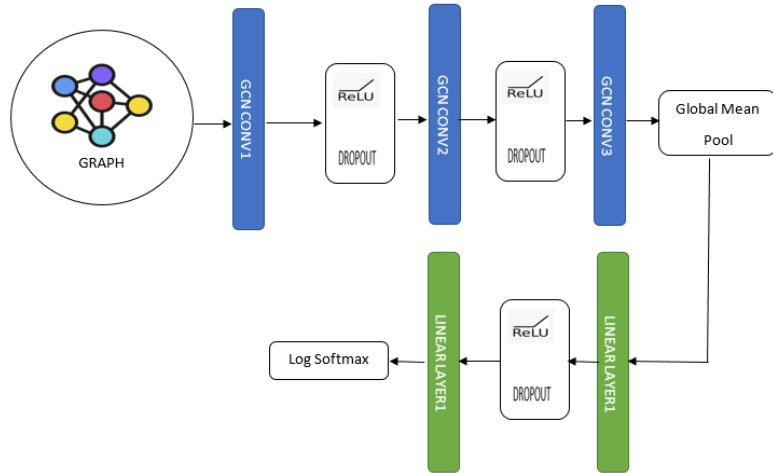 GRAPH
GCN CONV1
ReLU
DROPOUT
GCN CONV2
ReLU
DROPOUT
GCN CONV3
Global Mean
Pool
LINEAR LAYER1
ReLU
DROPOUT
LINEAR LAYER1
Log Softmax